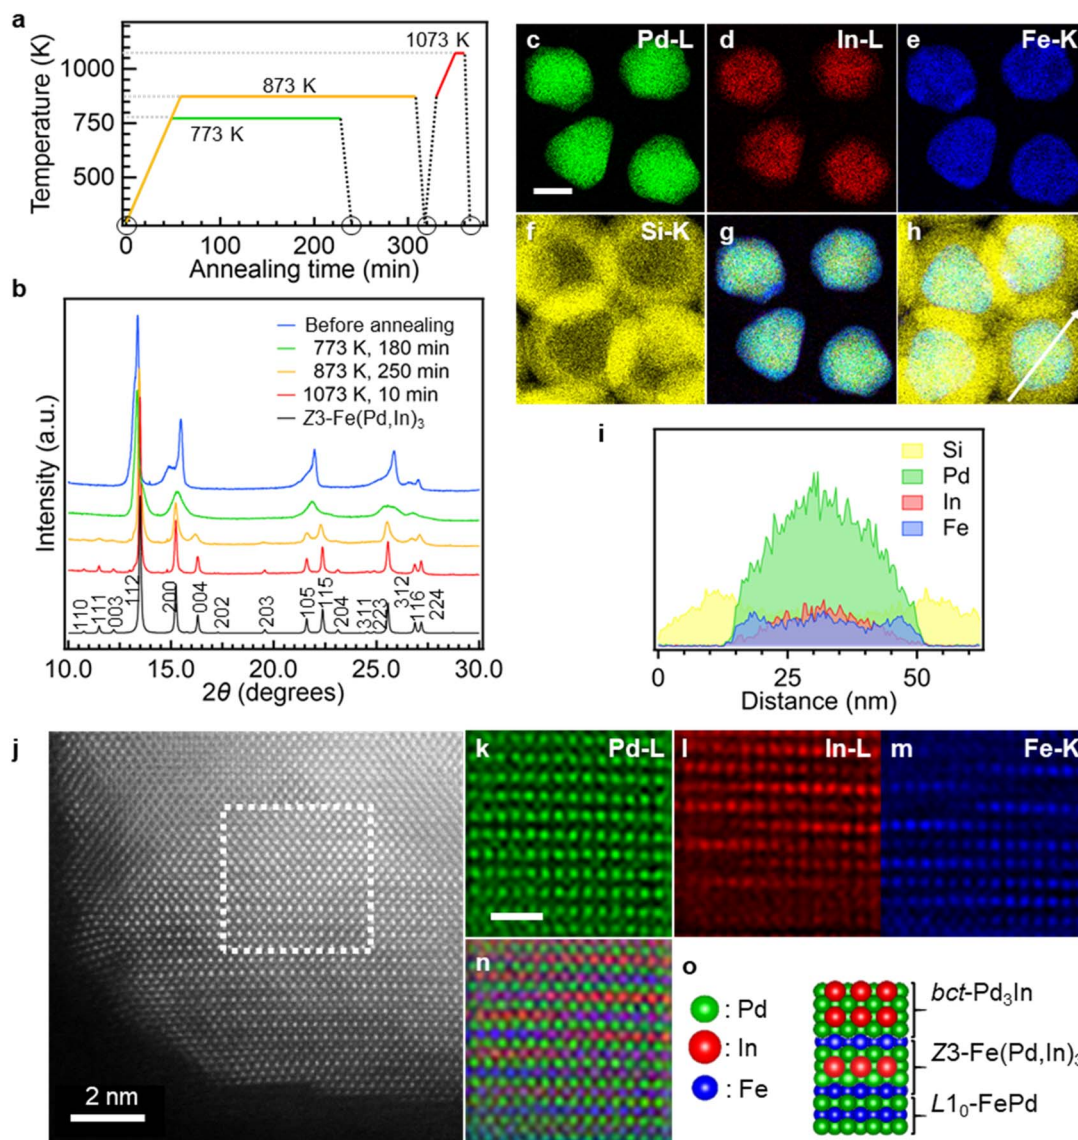 a
Temperature (K)
1000
750
500
1073 K
873 K
773 K
0
100
200
300
Annealing time (min)
b
Intensity (a.u.)
Before annealing
773 K, 180 min
873 K, 250 min
1073 K, 10 min
Z3-Fe(Pd,In)₃
110
111
003
112
200
004
202
203
105
115
204
311
223
312
116
224
10.0 15.0 20.0 25.0 30.0
2θ (degrees)
c Pd-L
d In-L
e Fe-K
f Si-K
g
h
i
Si
Pd
In
Fe
0 25 50
Distance (nm)
j
2 nm
k Pd-L
l In-L
m Fe-K
n
o
: Pd
: In
: Fe
bct-Pd₃In
Z3-Fe(Pd,In)₃
L1₀-FePd